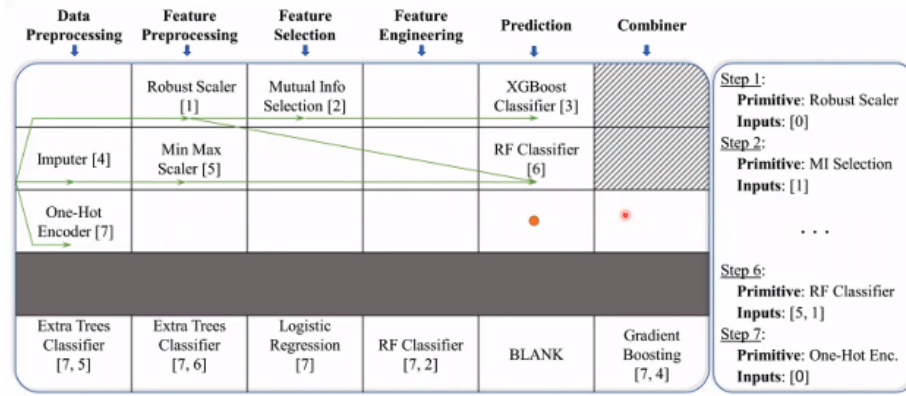 Data
Preprocessing
Feature
Preprocessing
Feature
Selection
Feature
Engineering
Prediction
Combiner
Robust Scaler
[1]
Mutual Info
Selection [2]
XGBoost
Classifier [3]
Imputer [4]
Min Max
Scaler [5]
RF Classifier
[6]
One-Hot
Encoder [7]
Extra Trees
Classifier
[7, 5]
Extra Trees
Classifier
[7, 6]
Logistic
Regression
[7]
RF Classifier
[7, 2]
BLANK
Gradient
Boosting
[7, 4]
Step 1:
Primitive: Robust Scaler
Inputs: [0]
Step 2:
Primitive: MI Selection
Inputs: [1]
. . .
Step 6:
Primitive: RF Classifier
Inputs: [5, 1]
Step 7:
Primitive: One-Hot Enc.
Inputs: [0]